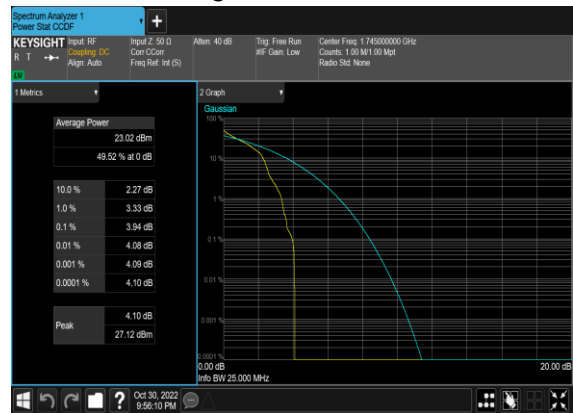 Spectrum Analyzer 1
Power Stat CCDF
+
KEYSIGHT
R T
LW
Input: RF
Coupling: DC
Align: Auto
Input Z: 50 Ω
Corr CCorr
Freq Ref: Int (S)
Atten: 40 dB
Trig: Free Run
#IF Gain: Low
Center Freq: 1.745000000 GHz
Counts: 1.00 M/1.00 Mpt
Radio Std: None
1 Metrics
Average Power
23.02 dBm
49.52 % at 0 dB
10.0 % 2.27 dB
1.0 % 3.33 dB
0.1 % 3.94 dB
0.01 % 4.08 dB
0.001 % 4.09 dB
0.0001 % 4.10 dB
Peak
4.10 dB
27.12 dBm
2 Graph
Gaussian
100 %
10 %
1 %
0.1 %
0.01 %
0.001 %
0.0001 %
0.00 dB 20.00 dB
Info BW 25.000 MHz
?
Oct 30, 2022
9:56:10 PM